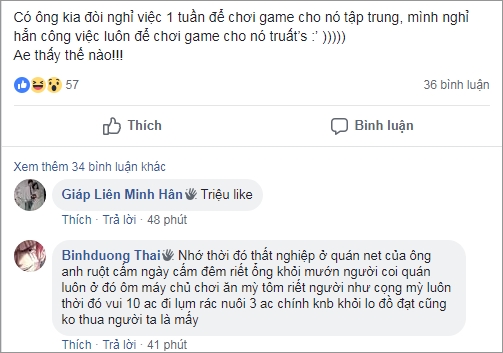 Có ông kia đòi nghỉ việc 1 tuần để chơi game cho nó tập trung, mình nghỉ
hẳn công việc luôn để chơi game cho nó truất's :' )))))
Ae thấy thế nào!!!
57
36 bình luận
Thích
Bình luận
Xem thêm 34 bình luận khác
Giáp Liên Minh Hân Triệu like
Thích · Trả lời · 48 phút
Binhduong Thai Nhớ thời đó thất nghiệp ở quán net của ông
anh ruột cấm ngày cấm đêm riết ổng khỏi mướn người coi quán
luôn ở đó ôm máy chủ chơi ăn mỳ tôm riết người như cọng mỳ luôn
thời đó vui 10 ac đi lụm rác nuôi 3 ac chính knb khỏi lo đồ đạt cũng
ko thua người ta là mấy
Thích · Trả lời · 41 phút